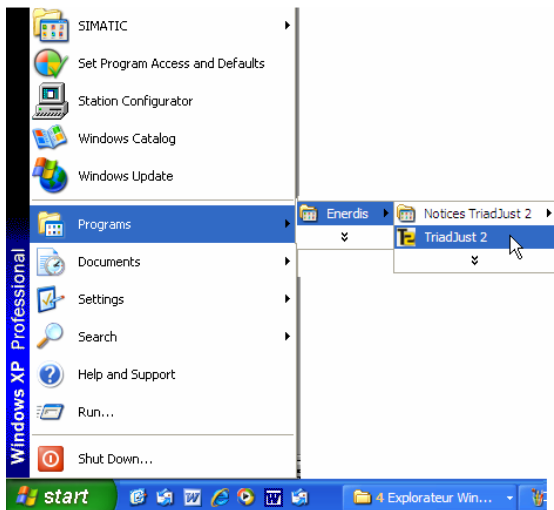 SIMATIC
Set Program Access and Defaults
Station Configurator
Windows Catalog
Windows Update
Programs
Enerdis
Notices TriadJust 2
TriadJust 2
Documents
Settings
Search
Help and Support
Run...
Shut Down...
Windows XP Professional
start
4 Explorateur Win...